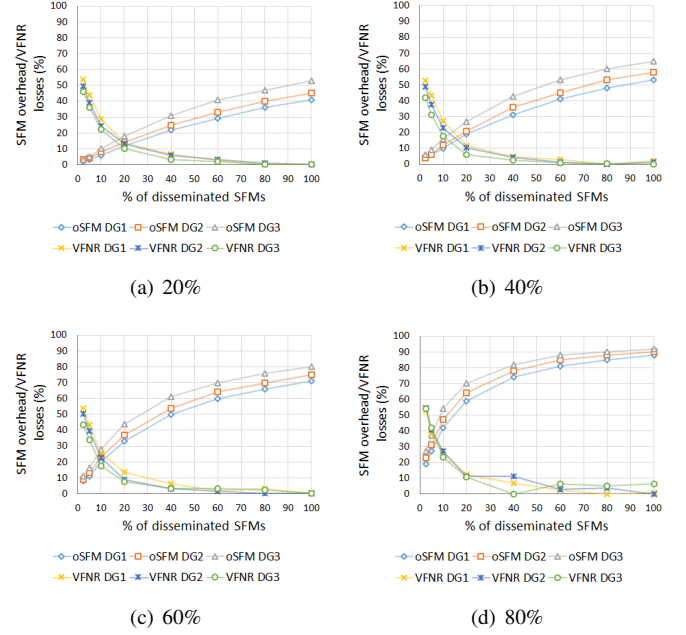 SFM overhead/VFNR losses (%)
100
90
80
70
60
50
40
30
20
10
0
0 10 20 30 40 50 60 70 80 90 100
% of disseminated SFMs
oSFM DG1 oSFM DG2 oSFM DG3
VFNR DG1 VFNR DG2 VFNR DG3
(a) 20%
SFM overhead/VFNR losses (%)
100
90
80
70
60
50
40
30
20
10
0
0 10 20 30 40 50 60 70 80 90 100
% of disseminated SFMs
oSFM DG1 oSFM DG2 oSFM DG3
VFNR DG1 VFNR DG2 VFNR DG3
(b) 40%
SFM overhead/VFNR losses (%)
100
90
80
70
60
50
40
30
20
10
0
0 10 20 30 40 50 60 70 80 90 100
% of disseminated SFMs
oSFM DG1 oSFM DG2 oSFM DG3
VFNR DG1 VFNR DG2 VFNR DG3
(c) 60%
SFM overhead/VFNR losses (%)
100
90
80
70
60
50
40
30
20
10
0
0 10 20 30 40 50 60 70 80 90 100
% of disseminated SFMs
oSFM DG1 oSFM DG2 oSFM DG3
VFNR DG1 VFNR DG2 VFNR DG3
(d) 80%